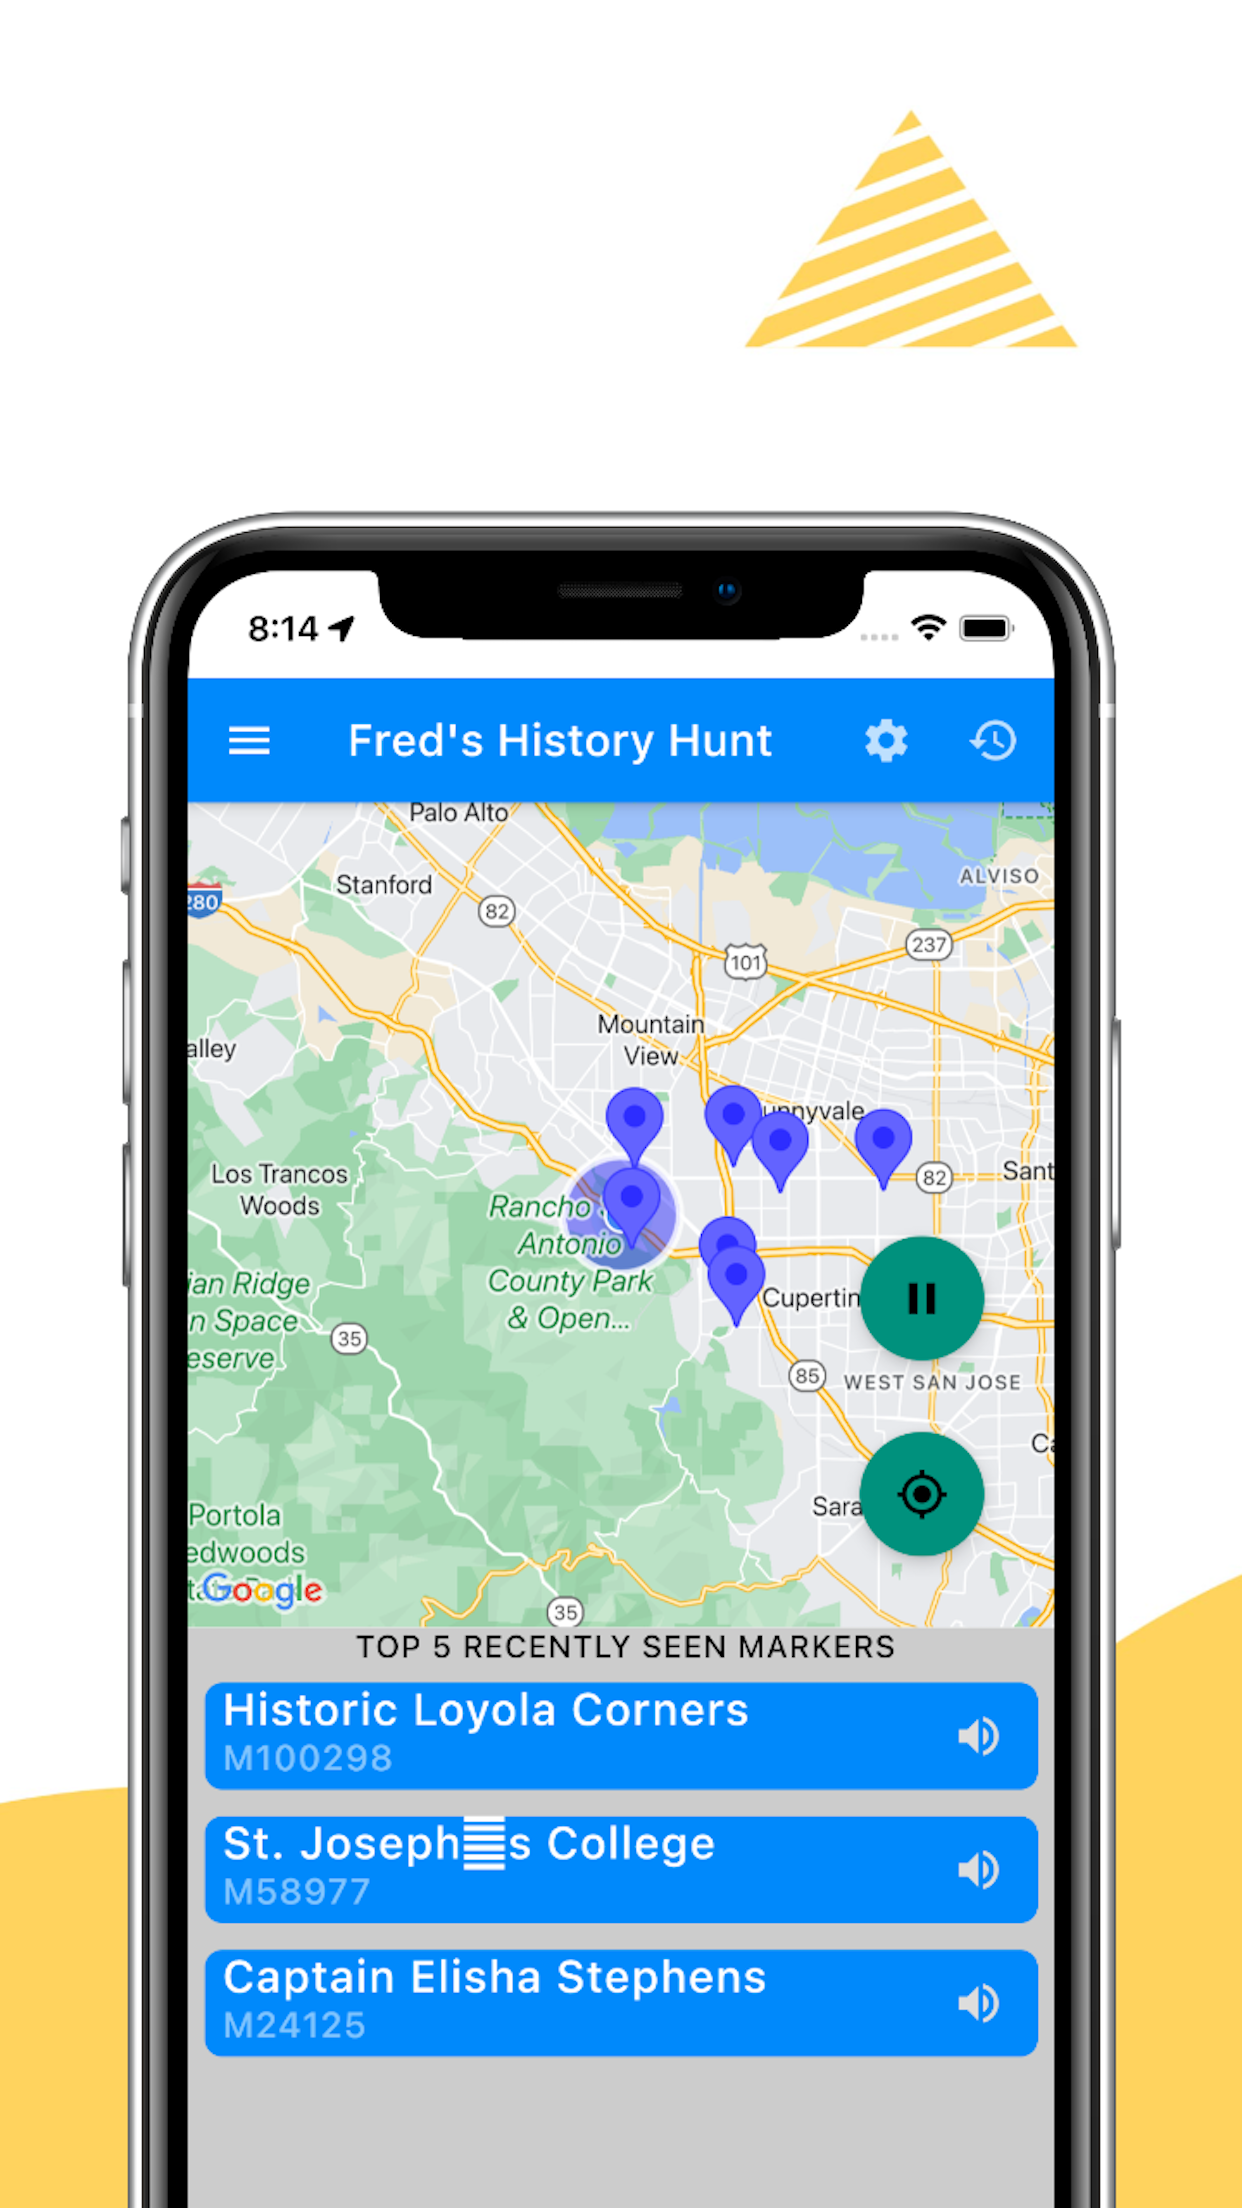 8:14
Fred's History Hunt
Palo Alto
Stanford
ALVISO
280
82
237
101
Mountain
View
alley
unnyvale
Los Trancos
Woods
82
Sant
Rancho
Antonio
County Park
& Open...
ian Ridge
n Space
eserve
Cupertin
35
85
WEST SAN JOSE
Ca
Sara
Portola
edwoods
Google
35
TOP 5 RECENTLY SEEN MARKERS
Historic Loyola Corners
M100298
St. Joseph s College
M58977
Captain Elisha Stephens
M24125